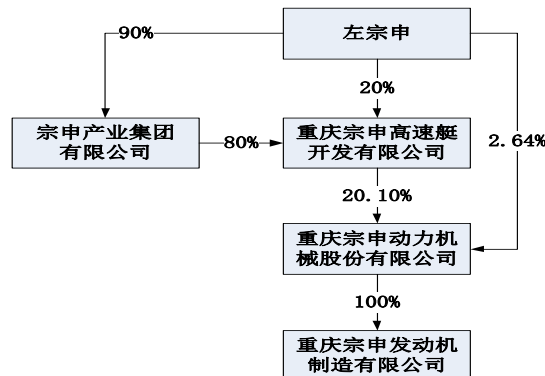 90%
左宗申
20%
宗申产业集团
有限公司
80%
重庆宗申高速艇
开发有限公司
2.64%
20.10%
重庆宗申动力机
械股份有限公司
100%
重庆宗申发动机
制造有限公司